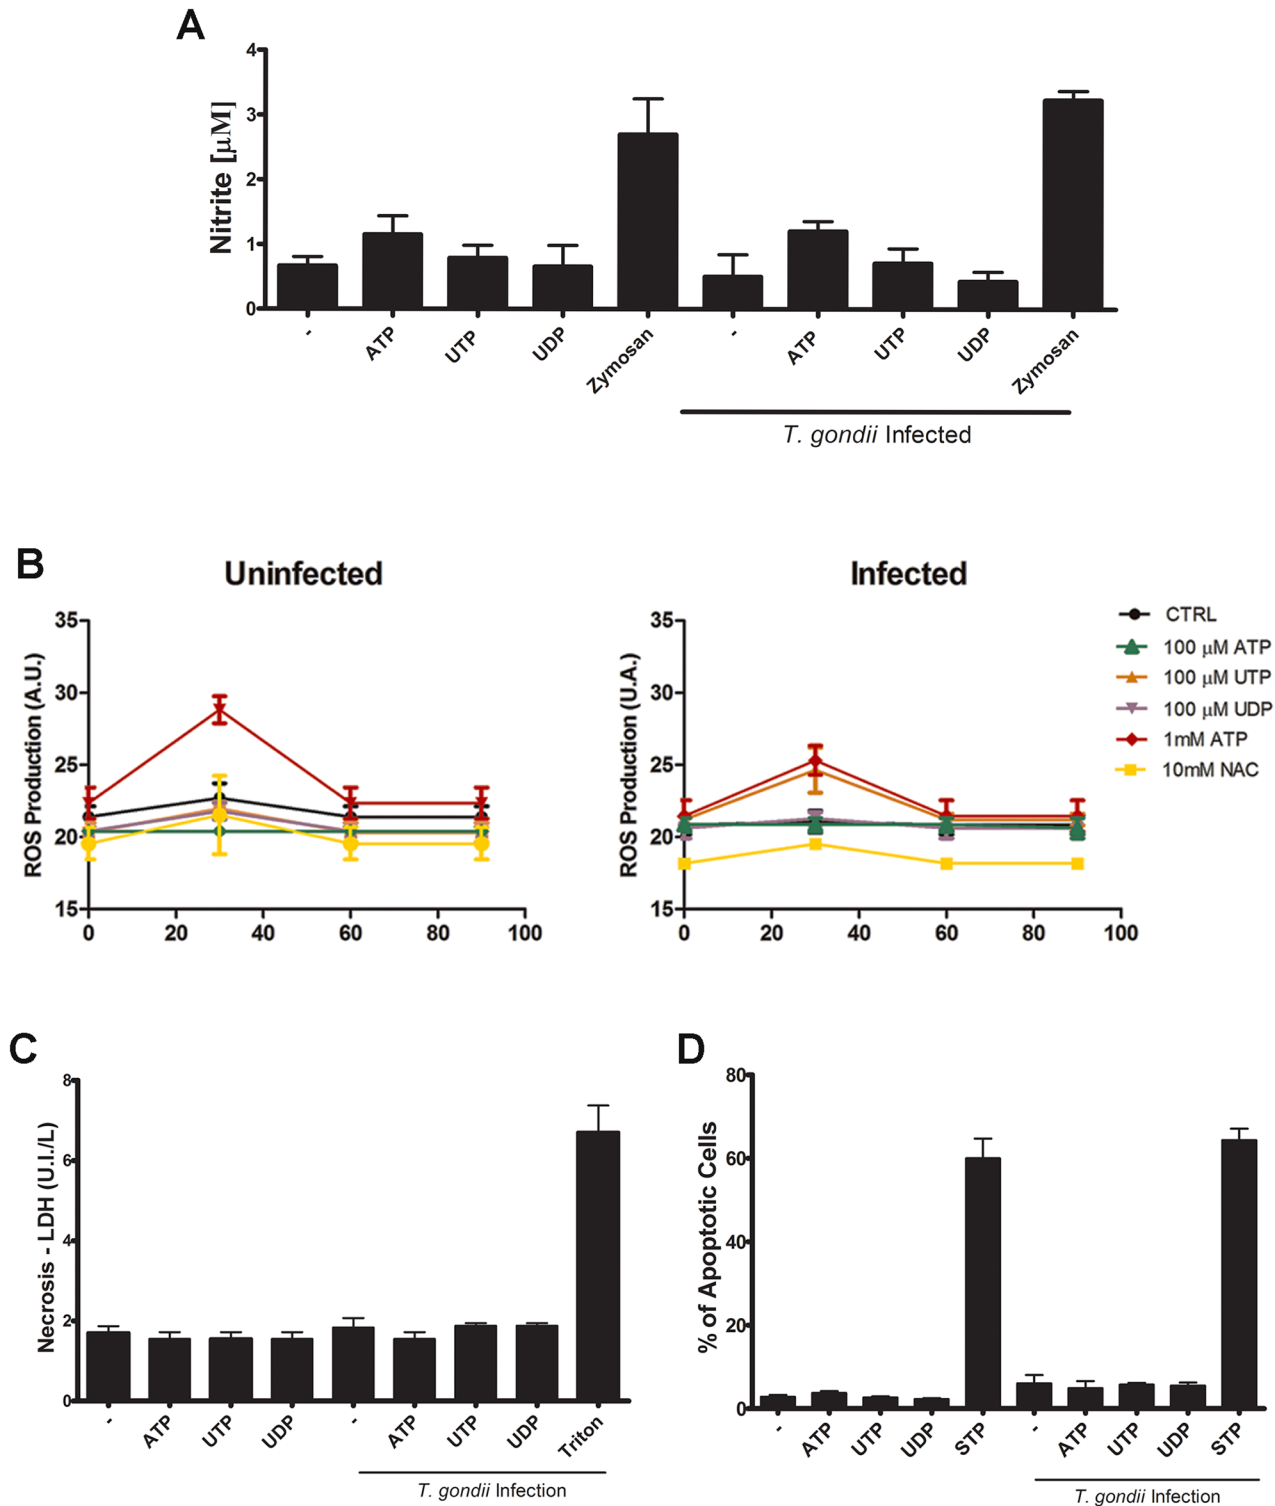 A
4
3
2
1
0
Nitrite [μM]
-
ATP
UTP
UDP
Zymosan
-
ATP
UTP
UDP
Zymosan
T. gondii Infected
B
Uninfected
35
30
25
20
15
ROS Production (A.U.)
0 20 40 60 80 100
Infected
35
30
25
20
15
ROS Production (U.A.)
0 20 40 60 80 100
CTRL
100 μM ATP
100 μM UTP
100 μM UDP
1mM ATP
10mM NAC
C
8
6
4
2
0
Necrosis - LDH (U.I./L)
-
ATP
UTP
UDP
-
ATP
UTP
UDP
Triton
T. gondii Infection
D
80
60
40
20
0
% of Apoptotic Cells
-
ATP
UTP
UDP
STP
-
ATP
UTP
UDP
STP
T. gondii Infection